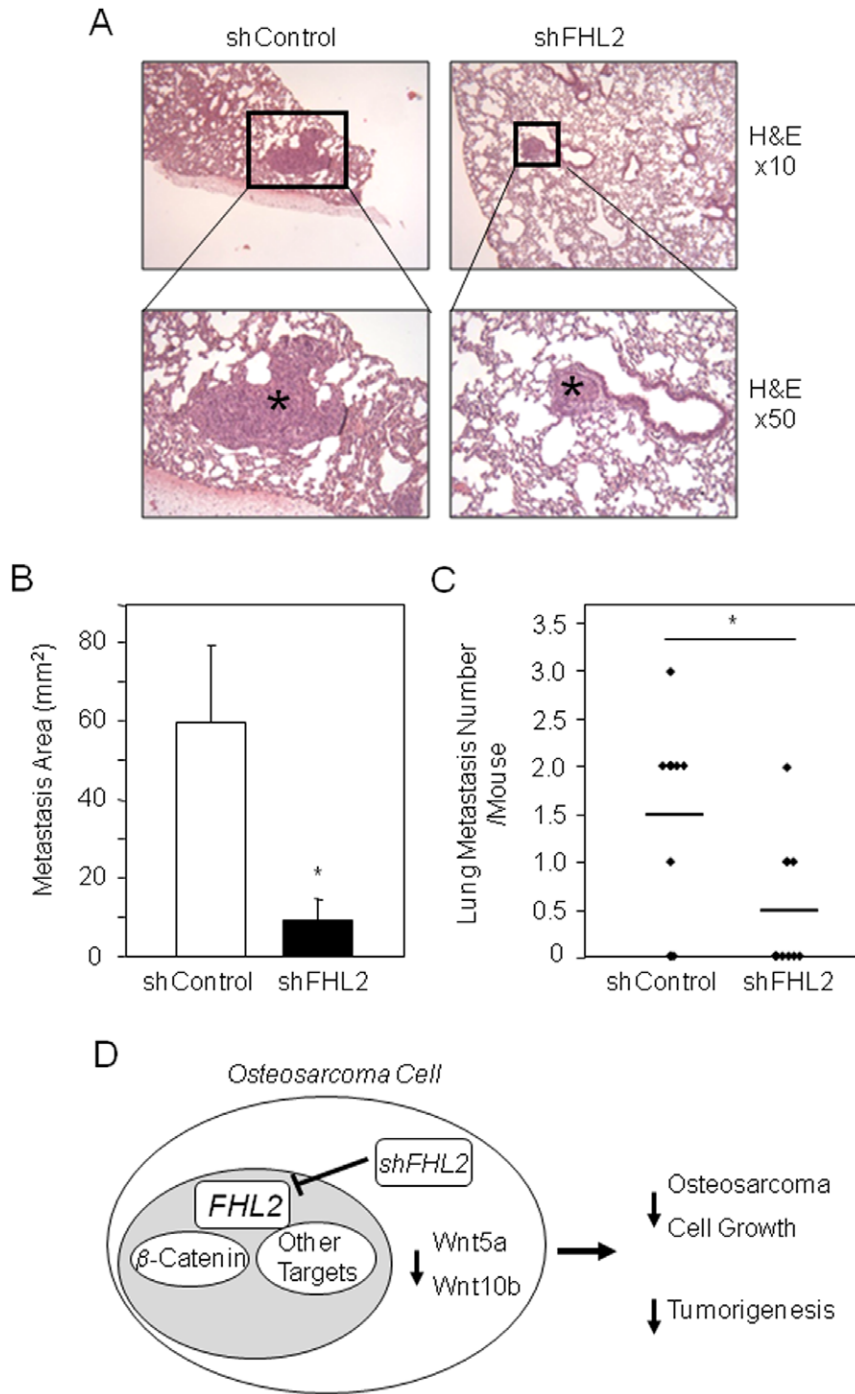 A
shControl
shFHL2
H&E
x10
*
*
H&E
x50
B
Metastasis Area (mm²)
80
60
40
20
0
*
shControl
shFHL2
C
Lung Metastasis Number
/Mouse
3.5
3.0
2.5
2.0
1.5
1.0
0.5
0
*
shControl
shFHL2
D
Osteosarcoma Cell
shFHL2
FHL2
β-Catenin
Other
Targets
Wnt5a
Wnt10b
Osteosarcoma
Cell Growth
Tumorigenesis